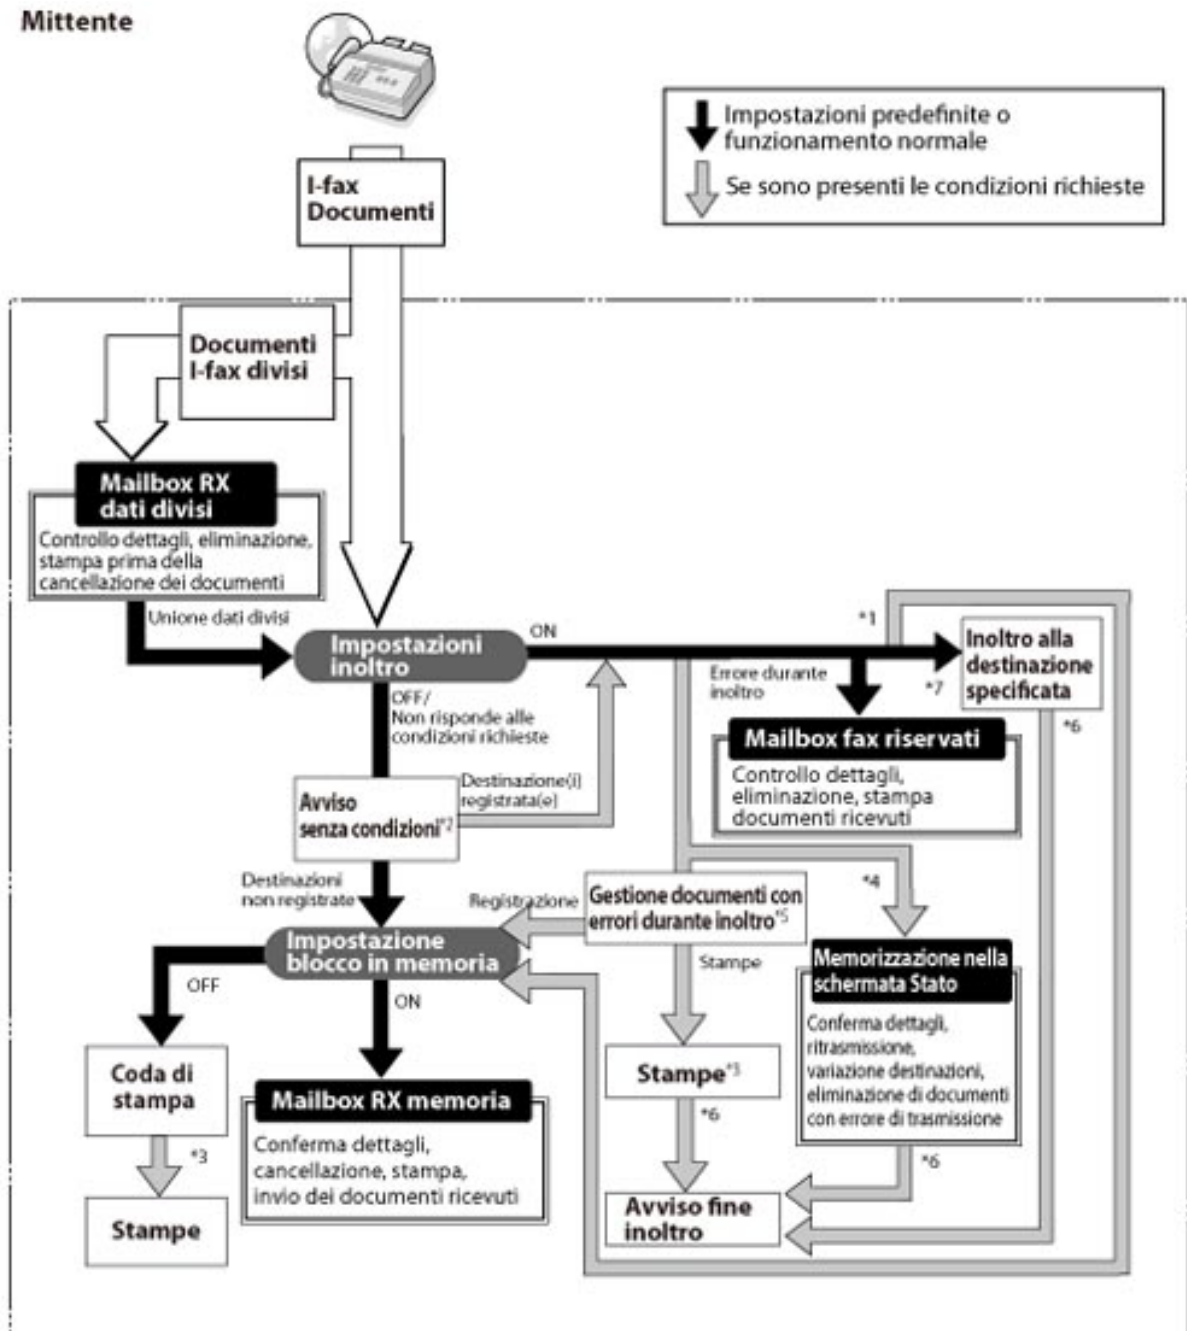 Mittente
Impostazioni predefinite o
funzionamento normale
Se sono presenti le condizioni richieste
I-fax
Documenti
Documenti
I-fax divisi
Mailbox RX
dati divisi
Controllo dettagli, eliminazione,
stampa prima della
cancellazione dei documenti
Unione dati divisi
Impostazioni
inoltro
ON
*1
Inoltro alla
destinazione
specificata
Errore durante
inoltro
*7
*6
OFF/
Non risponde alle
condizioni richieste
Mailbox fax riservati
Controllo dettagli,
eliminazione, stampa
documenti ricevuti
Avviso
senza condizioni*2
Destinazione(i)
registrata(e)
Destinazioni
non registrate
Registrazione
Gestione documenti con
errori durante inoltro*5
*4
Impostazione
blocco in memoria
Stampe
Memorizzazione nella
schermata Stato
Conferma dettagli,
ritrasmissione,
variazione destinazioni,
eliminazione di documenti
con errore di trasmissione
OFF
ON
Coda di
stampa
*3
Stampe
Mailbox RX memoria
Conferma dettagli,
cancellazione, stampa,
invio dei documenti ricevuti
Stampe*3
*6
*6
Avviso fine
inoltro